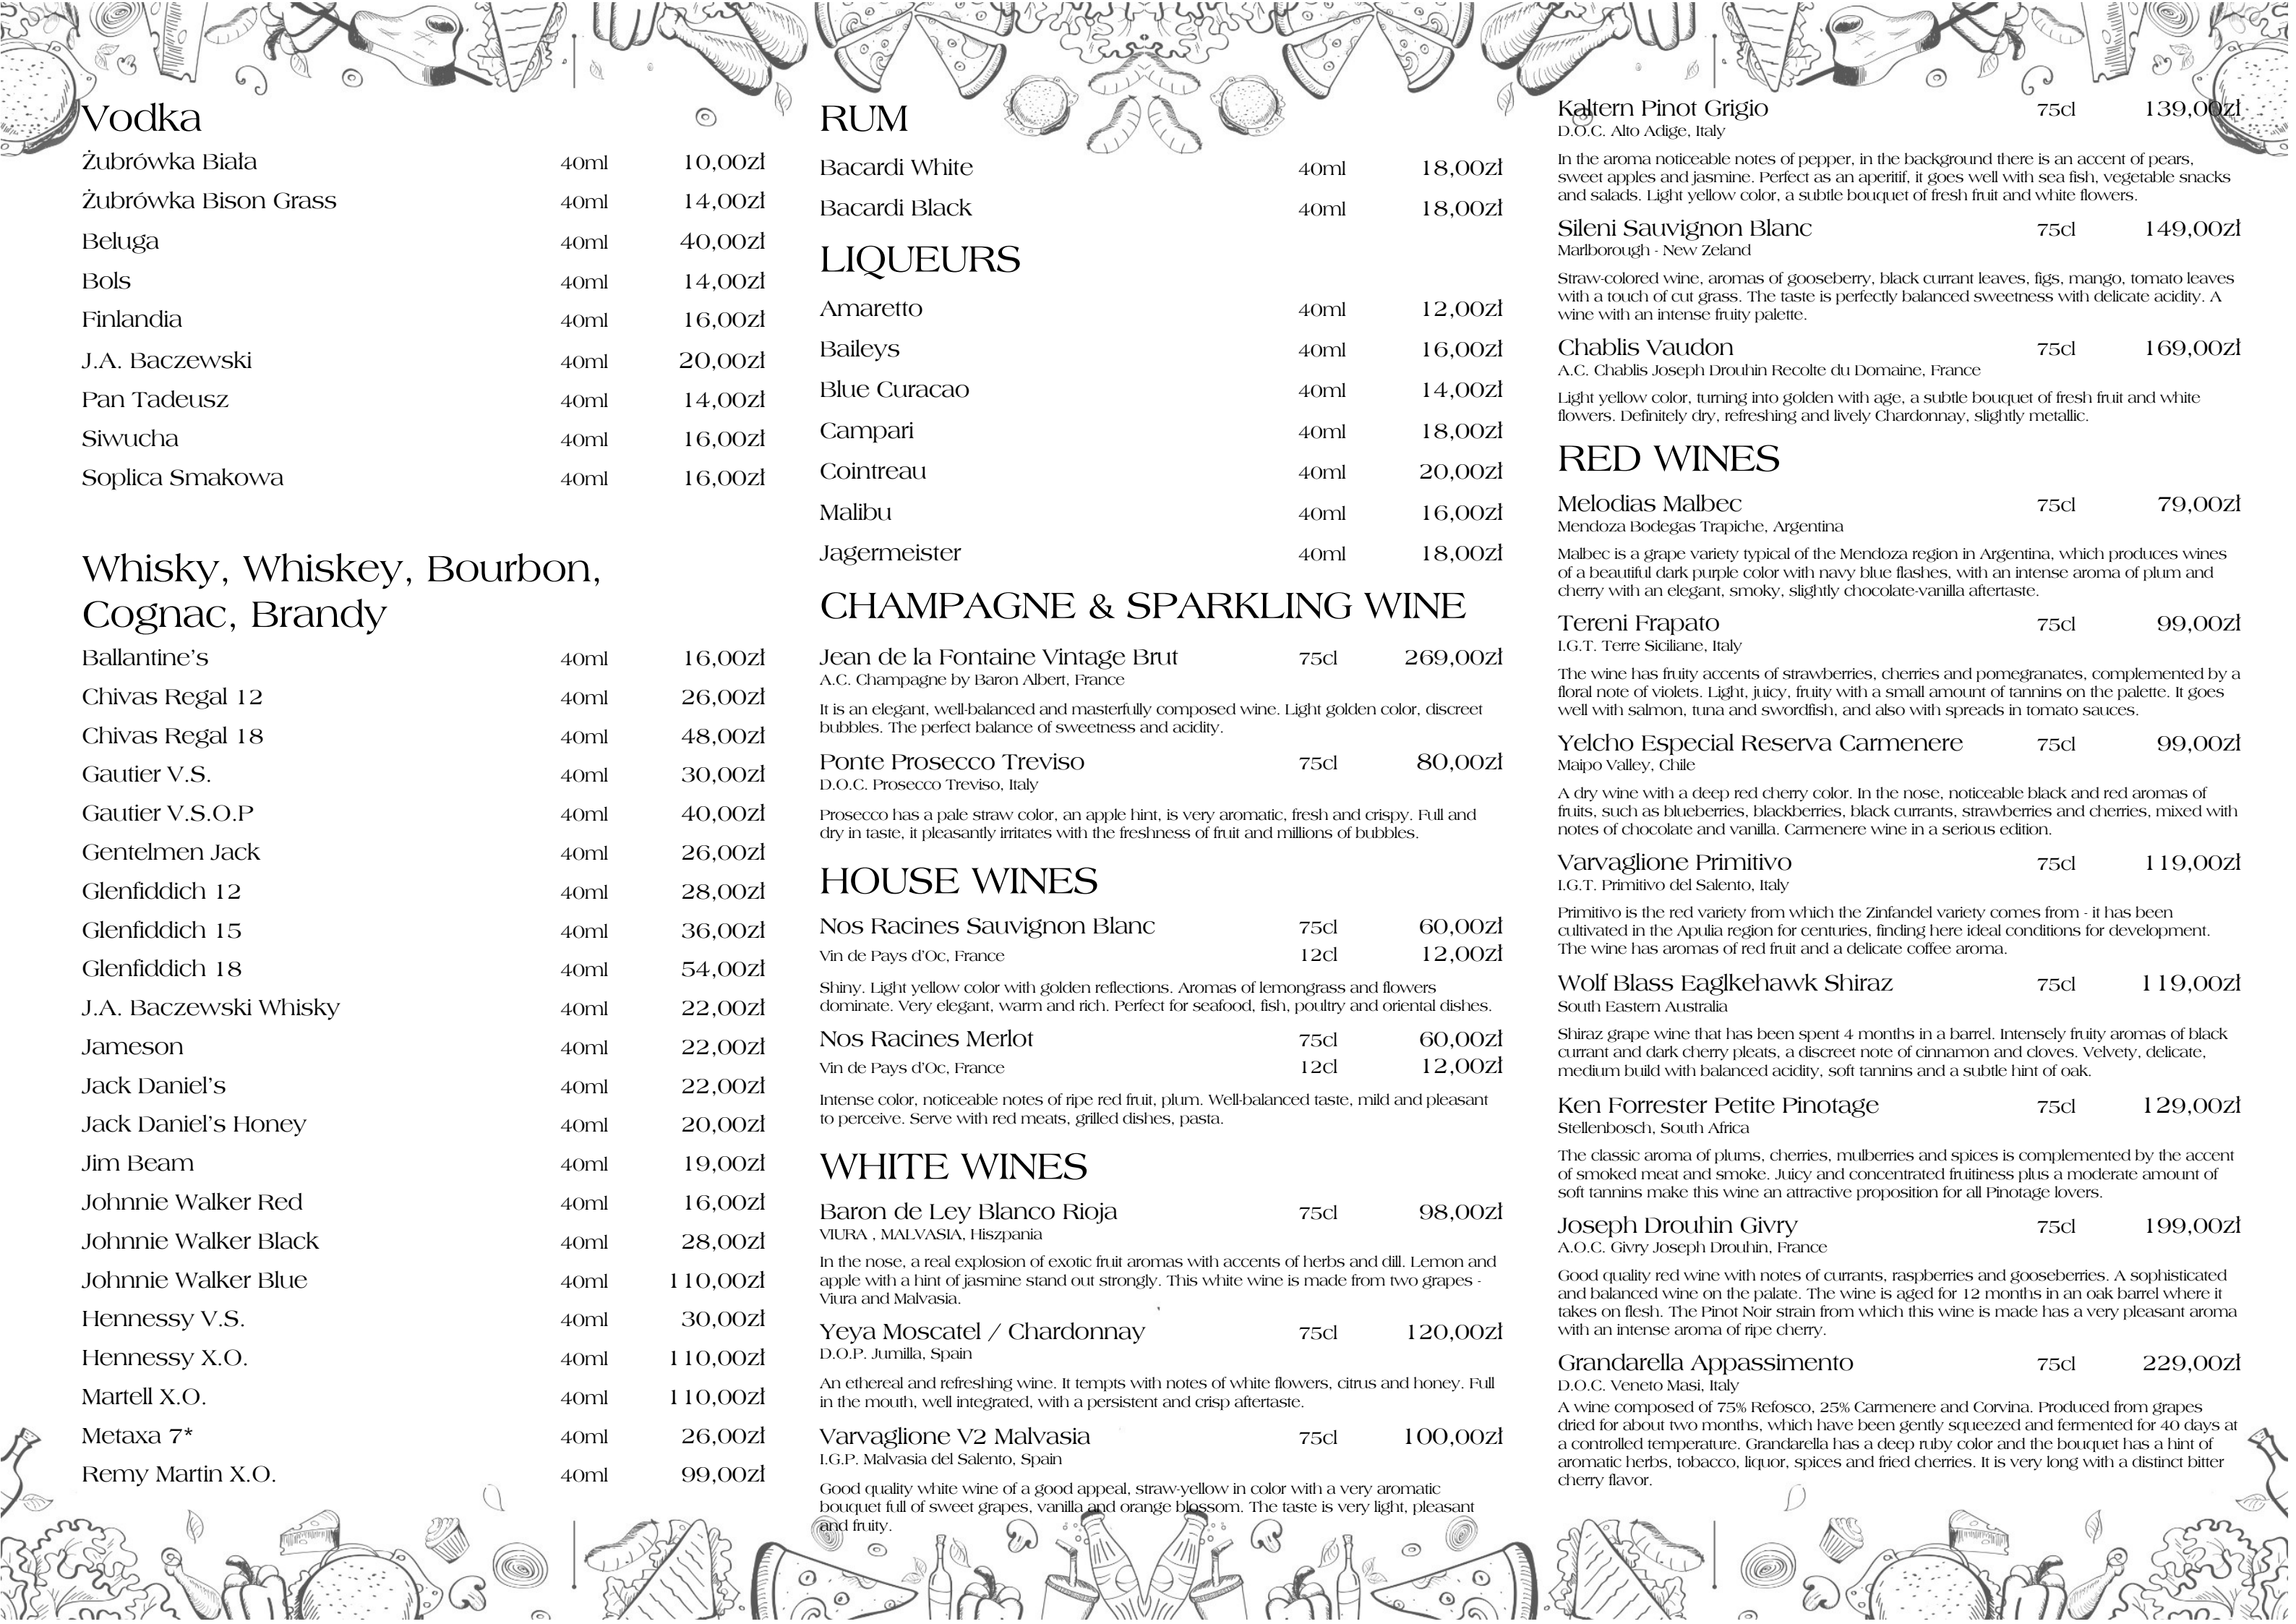 Vodka
Żubrówka Biała 40ml 10,00zł
Żubrówka Bison Grass 40ml 14,00zł
Beluga 40ml 40,00zł
Bols 40ml 14,00zł
Finlandia 40ml 16,00zł
J.A. Baczewski 40ml 20,00zł
Pan Tadeusz 40ml 14,00zł
Siwucha 40ml 16,00zł
Soplica Smakowa 40ml 16,00zł
Whisky, Whiskey, Bourbon,
Cognac, Brandy
Ballantine's 40ml 16,00zł
Chivas Regal 12 40ml 26,00zł
Chivas Regal 18 40ml 48,00zł
Gautier V.S. 40ml 30,00zł
Gautier V.S.O.P 40ml 40,00zł
Gentelmen Jack 40ml 26,00zł
Glenfiddich 12 40ml 28,00zł
Glenfiddich 15 40ml 36,00zł
Glenfiddich 18 40ml 54,00zł
J.A. Baczewski Whisky 40ml 22,00zł
Jameson 40ml 22,00zł
Jack Daniel's 40ml 22,00zł
Jack Daniel's Honey 40ml 20,00zł
Jim Beam 40ml 19,00zł
Johnnie Walker Red 40ml 16,00zł
Johnnie Walker Black 40ml 28,00zł
Johnnie Walker Blue 40ml 110,00zł
Hennessy V.S. 40ml 30,00zł
Hennessy X.O. 40ml 110,00zł
Martell X.O. 40ml 110,00zł
Metaxa 7* 40ml 26,00zł
Remy Martin X.O. 40ml 99,00zł
RUM
Bacardi White 40ml 18,00zł
Bacardi Black 40ml 18,00zł
LIQUEURS
Amaretto 40ml 12,00zł
Baileys 40ml 16,00zł
Blue Curacao 40ml 14,00zł
Campari 40ml 18,00zł
Cointreau 40ml 20,00zł
Malibu 40ml 16,00zł
Jagermeister 40ml 18,00zł
CHAMPAGNE & SPARKLING WINE
Jean de la Fontaine Vintage Brut 75cl 269,00zł
A.C. Champagne by Baron Albert, France
It is an elegant, well-balanced and masterfully composed wine. Light golden color, discreet
bubbles. The perfect balance of sweetness and acidity.
Ponte Prosecco Treviso 75cl 80,00zł
D.O.C. Prosecco Treviso, Italy
Prosecco has a pale straw color, an apple hint, is very aromatic, fresh and crispy. Full and
dry in taste, it pleasantly irritates with the freshness of fruit and millions of bubbles.
HOUSE WINES
Nos Racines Sauvignon Blanc 75cl 60,00zł
Vin de Pays d'Oc, France 12cl 12,00zł
Shiny. Light yellow color with golden reflections. Aromas of lemongrass and flowers
dominate. Very elegant, warm and rich. Perfect for seafood, fish, poultry and oriental dishes.
Nos Racines Merlot 75cl 60,00zł
Vin de Pays d'Oc, France 12cl 12,00zł
Intense color, noticeable notes of ripe red fruit, plum. Well-balanced taste, mild and pleasant
to perceive. Serve with red meats, grilled dishes, pasta.
WHITE WINES
Baron de Ley Blanco Rioja 75cl 98,00zł
VIURA , MALVASIA, Hiszpania
In the nose, a real explosion of exotic fruit aromas with accents of herbs and dill. Lemon and
apple with a hint of jasmine stand out strongly. This white wine is made from two grapes -
Viura and Malvasia.
Yeya Moscatel / Chardonnay 75cl 120,00zł
D.O.P. Jumilla, Spain
An ethereal and refreshing wine. It tempts with notes of white flowers, citrus and honey. Full
in the mouth, well integrated, with a persistent and crisp aftertaste.
Varvaglione V2 Malvasia 75cl 100,00zł
I.G.P. Malvasia del Salento, Spain
Good quality white wine of a good appeal, straw-yellow in color with a very aromatic
bouquet full of sweet grapes, vanilla and orange blossom. The taste is very light, pleasant
and fruity.
Kaltern Pinot Grigio 75cl 139,00zł
D.O.C. Alto Adige, Italy
In the aroma noticeable notes of pepper, in the background there is an accent of pears,
sweet apples and jasmine. Perfect as an aperitif, it goes well with sea fish, vegetable snacks
and salads. Light yellow color, a subtle bouquet of fresh fruit and white flowers.
Sileni Sauvignon Blanc 75cl 149,00zł
Marlborough - New Zeland
Straw-colored wine, aromas of gooseberry, black currant leaves, figs, mango, tomato leaves
with a touch of cut grass. The taste is perfectly balanced sweetness with delicate acidity. A
wine with an intense fruity palette.
Chablis Vaudon 75cl 169,00zł
A.C. Chablis Joseph Drouhin Recolte du Domaine, France
Light yellow color, turning into golden with age, a subtle bouquet of fresh fruit and white
flowers. Definitely dry, refreshing and lively Chardonnay, slightly metallic.
RED WINES
Melodias Malbec 75cl 79,00zł
Mendoza Bodegas Trapiche, Argentina
Malbec is a grape variety typical of the Mendoza region in Argentina, which produces wines
of a beautiful dark purple color with navy blue flashes, with an intense aroma of plum and
cherry with an elegant, smoky, slightly chocolate-vanilla aftertaste.
Tereni Frapato 75cl 99,00zł
I.G.T. Terre Siciliane, Italy
The wine has fruity accents of strawberries, cherries and pomegranates, complemented by a
floral note of violets. Light, juicy, fruity with a small amount of tannins on the palette. It goes
well with salmon, tuna and swordfish, and also with spreads in tomato sauces.
Yelcho Especial Reserva Carmenere 75cl 99,00zł
Maipo Valley, Chile
A dry wine with a deep red cherry color. In the nose, noticeable black and red aromas of
fruits, such as blueberries, blackberries, black currants, strawberries and cherries, mixed with
notes of chocolate and vanilla. Carmenere wine in a serious edition.
Varvaglione Primitivo 75cl 119,00zł
I.G.T. Primitivo del Salento, Italy
Primitivo is the red variety from which the Zinfandel variety comes from - it has been
cultivated in the Apulia region for centuries, finding here ideal conditions for development.
The wine has aromas of red fruit and a delicate coffee aroma.
Wolf Blass Eaglkehawk Shiraz 75cl 119,00zł
South Eastern Australia
Shiraz grape wine that has been spent 4 months in a barrel. Intensely fruity aromas of black
currant and dark cherry pleats, a discreet note of cinnamon and cloves. Velvety, delicate,
medium build with balanced acidity, soft tannins and a subtle hint of oak.
Ken Forrester Petite Pinotage 75cl 129,00zł
Stellenbosch, South Africa
The classic aroma of plums, cherries, mulberries and spices is complemented by the accent
of smoked meat and smoke. Juicy and concentrated fruitiness plus a moderate amount of
soft tannins make this wine an attractive proposition for all Pinotage lovers.
Joseph Drouhin Givry 75cl 199,00zł
A.O.C. Givry Joseph Drouhin, France
Good quality red wine with notes of currants, raspberries and gooseberries. A sophisticated
and balanced wine on the palate. The wine is aged for 12 months in an oak barrel where it
takes on flesh. The Pinot Noir strain from which this wine is made has a very pleasant aroma
with an intense aroma of ripe cherry.
Grandarella Appassimento 75cl 229,00zł
D.O.C. Veneto Masi, Italy
A wine composed of 75% Refosco, 25% Carmenere and Corvina. Produced from grapes
dried for about two months, which have been gently squeezed and fermented for 40 days at
a controlled temperature. Grandarella has a deep ruby color and the bouquet has a hint of
aromatic herbs, tobacco, liquor, spices and fried cherries. It is very long with a distinct bitter
cherry flavor.